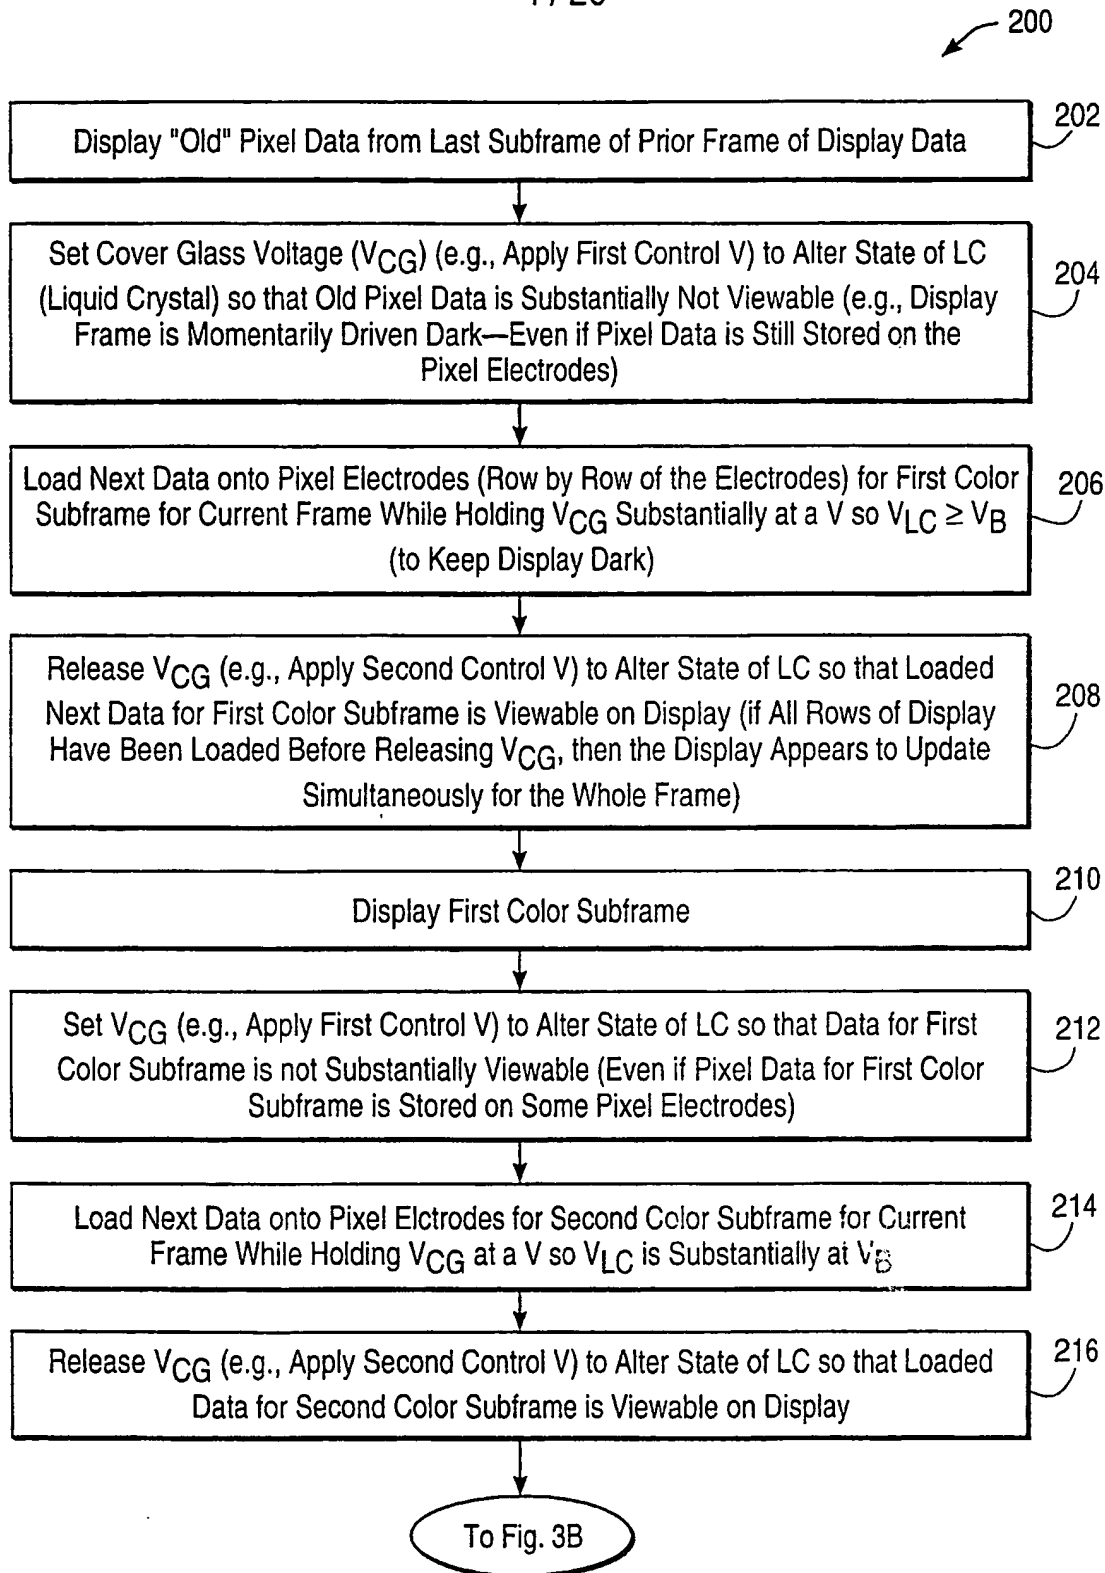 200
Display "Old" Pixel Data from Last Subframe of Prior Frame of Display Data
202
Set Cover Glass Voltage (VCG) (e.g., Apply First Control V) to Alter State of LC
(Liquid Crystal) so that Old Pixel Data is Substantially Not Viewable (e.g., Display
Frame is Momentarily Driven Dark—Even if Pixel Data is Still Stored on the
Pixel Electrodes)
204
Load Next Data onto Pixel Electrodes (Row by Row of the Electrodes) for First Color
Subframe for Current Frame While Holding VCG Substantially at a V so VLC ≥ VB
(to Keep Display Dark)
206
Release VCG (e.g., Apply Second Control V) to Alter State of LC so that Loaded
Next Data for First Color Subframe is Viewable on Display (if All Rows of Display
Have Been Loaded Before Releasing VCG, then the Display Appears to Update
Simultaneously for the Whole Frame)
208
Display First Color Subframe
210
Set VCG (e.g., Apply First Control V) to Alter State of LC so that Data for First
Color Subframe is not Substantially Viewable (Even if Pixel Data for First Color
Subframe is Stored on Some Pixel Electrodes)
212
Load Next Data onto Pixel Elctrodes for Second Color Subframe for Current
Frame While Holding VCG at a V so VLC is Substantially at VB
214
Release VCG (e.g., Apply Second Control V) to Alter State of LC so that Loaded
Data for Second Color Subframe is Viewable on Display
216
To Fig. 3B